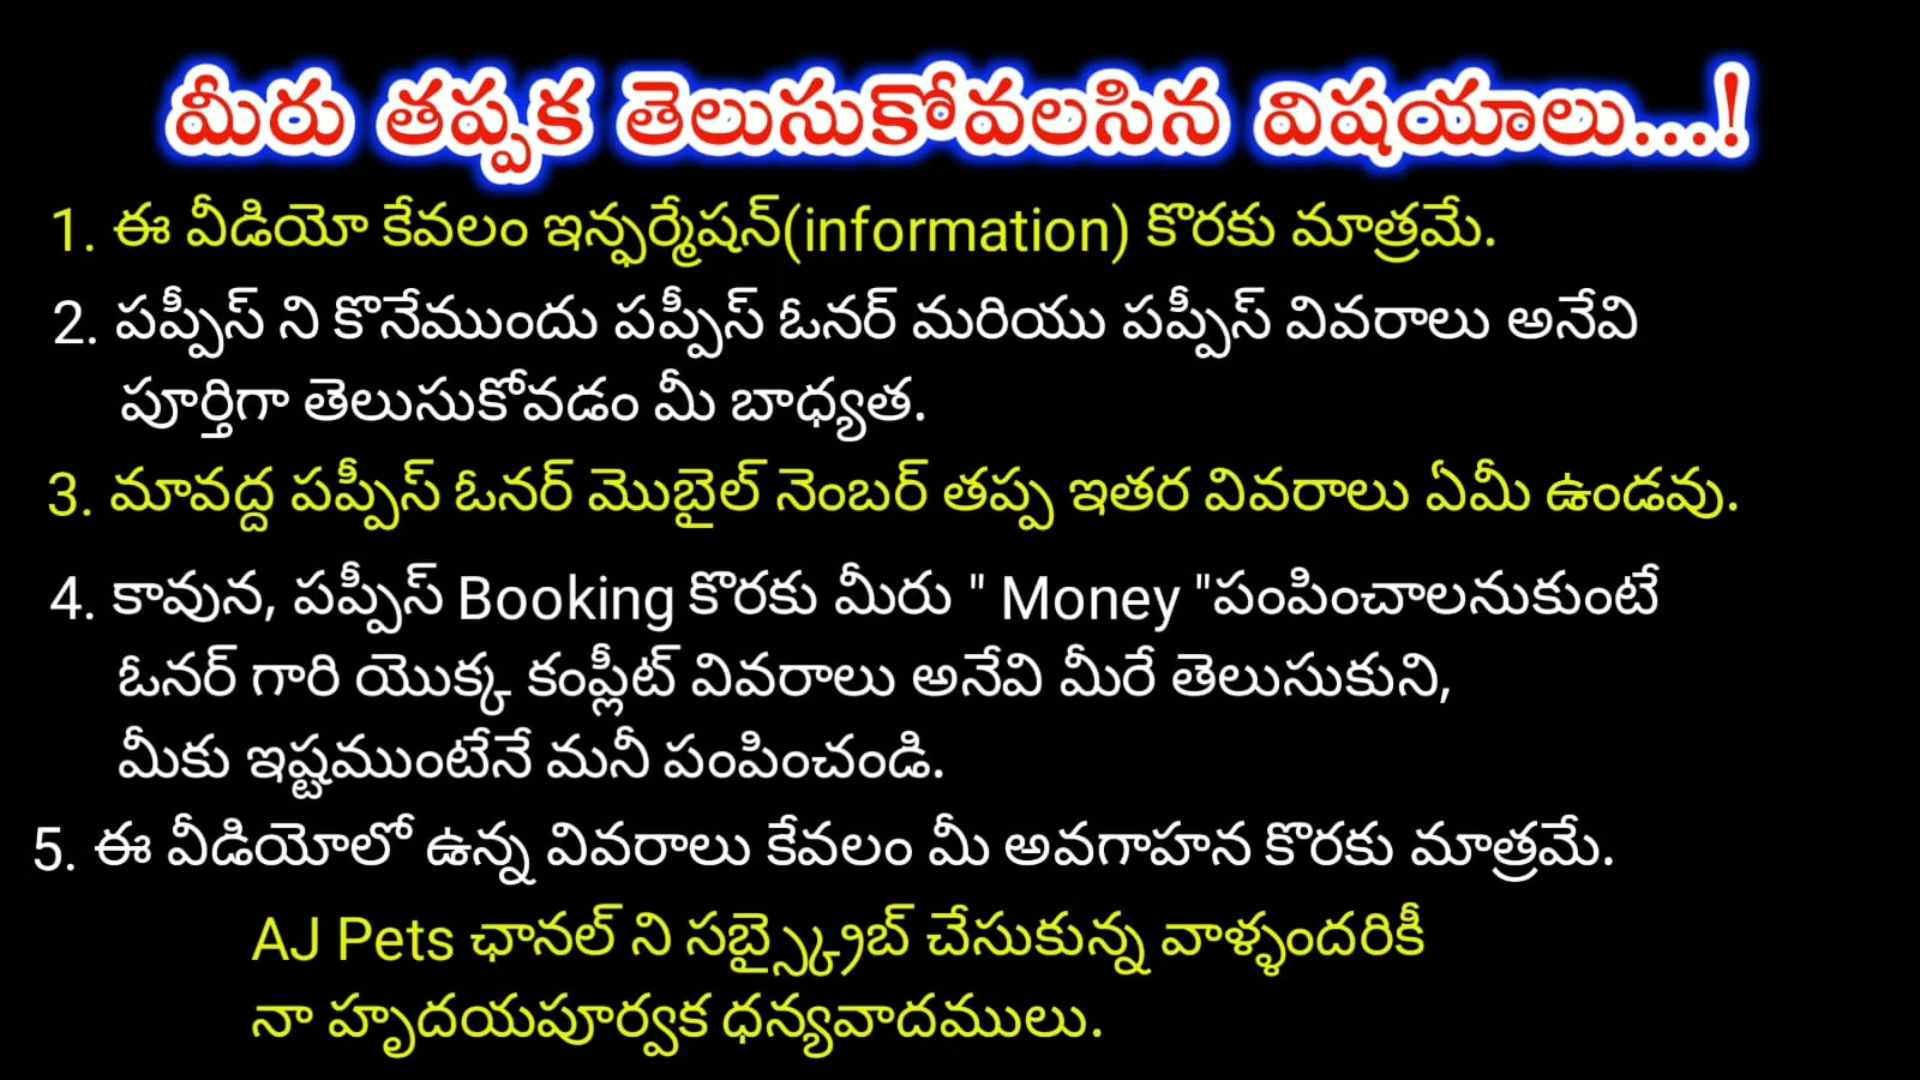 మీరు తప్పక తెలుసుకోవలసిన విషయాలు...!
1. ఈ వీడియో కేవలం ఇన్ఫర్మేషన్(information) కొరకు మాత్రమే.
2. పప్పీస్ ని కొనేముందు పప్పీస్ ఓనర్ మరియు పప్పీస్ వివరాలు అనేవి
పూర్తిగా తెలుసుకోవడం మీ బాధ్యత.
3. మావద్ద పప్పీస్ ఓనర్ మొబైల్ నెంబర్ తప్ప ఇతర వివరాలు ఏమీ ఉండవు.
4. కావున, పప్పీస్ Booking కొరకు మీరు " Money "పంపించాలనుకుంటే
ఓనర్ గారి యొక్క కంప్లీట్ వివరాలు అనేవి మీరే తెలుసుకుని,
మీకు ఇష్టముంటేనే మనీ పంపించండి.
5. ఈ వీడియోలో ఉన్న వివరాలు కేవలం మీ అవగాహన కొరకు మాత్రమే.
AJ Pets ఛానల్ ని సబ్స్క్రైబ్ చేసుకున్న వాళ్ళందరికీ
నా హృదయపూర్వక ధన్యవాదములు.